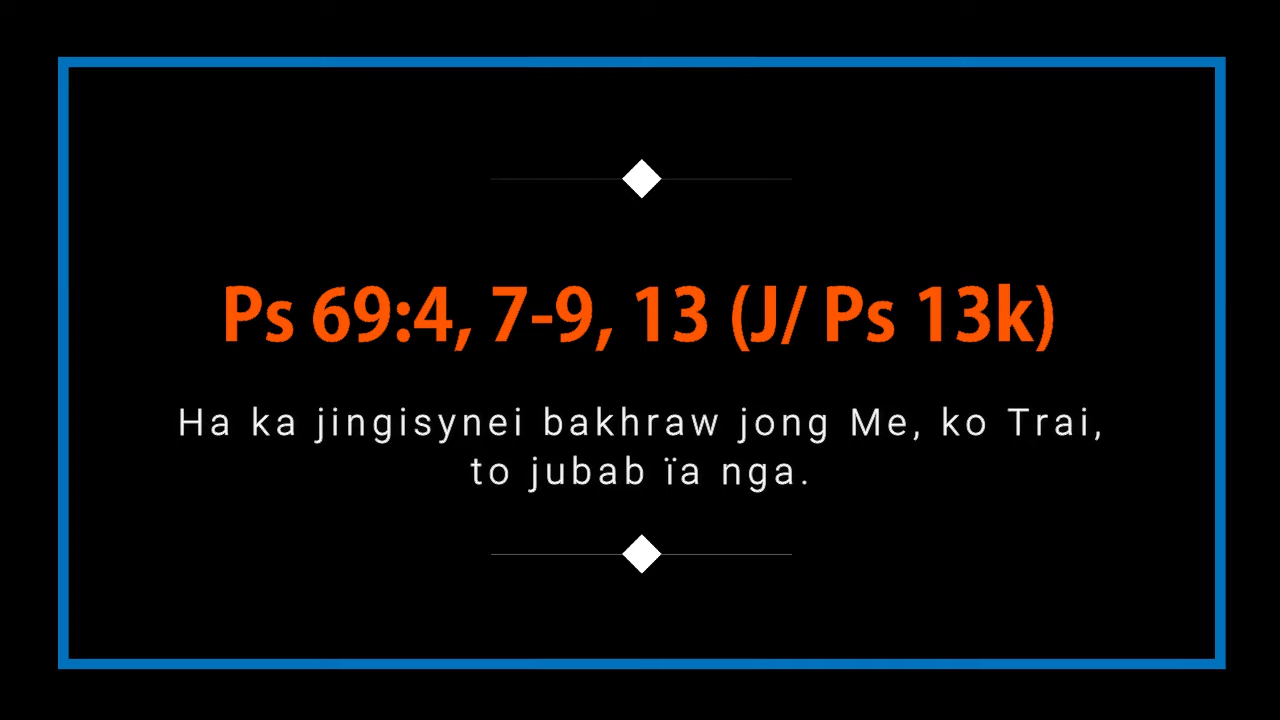 Ps 69:4, 7-9, 13 (J/ Ps 13k)
Ha ka jingisynei bakhraw jong Me, ko Trai,
to jubab ïa nga.